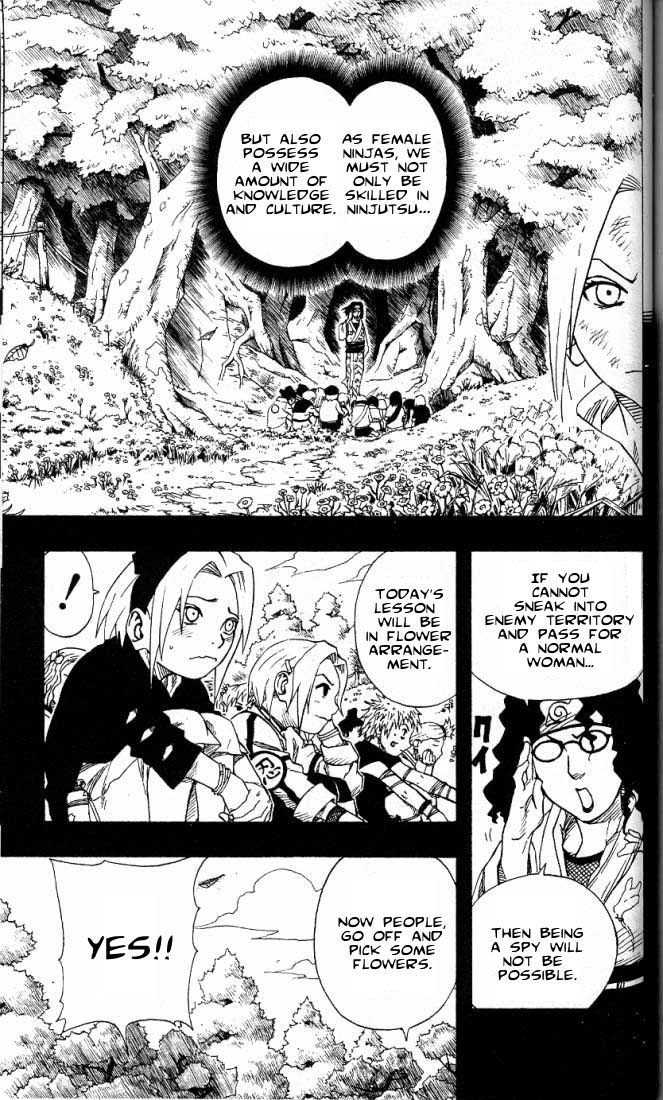 AS FEMALE
NINJAS, WE
MUST NOT
ONLY BE
SKILLED IN
NINJUTSU...
BUT ALSO
POSSESS
A WIDE
AMOUNT OF
KNOWLEDGE
AND CULTURE.
IF YOU
CANNOT
SNEAK INTO
ENEMY TERRITORY
AND PASS FOR
A NORMAL
WOMAN...
クイ
THEN BEING
A SPY WILL
NOT BE
POSSIBLE.
TODAY'S
LESSON
WILL BE
IN FLOWER
ARRANGE-
MENT.
!
NOW PEOPLE,
GO OFF AND
PICK SOME
FLOWERS.
YES!!